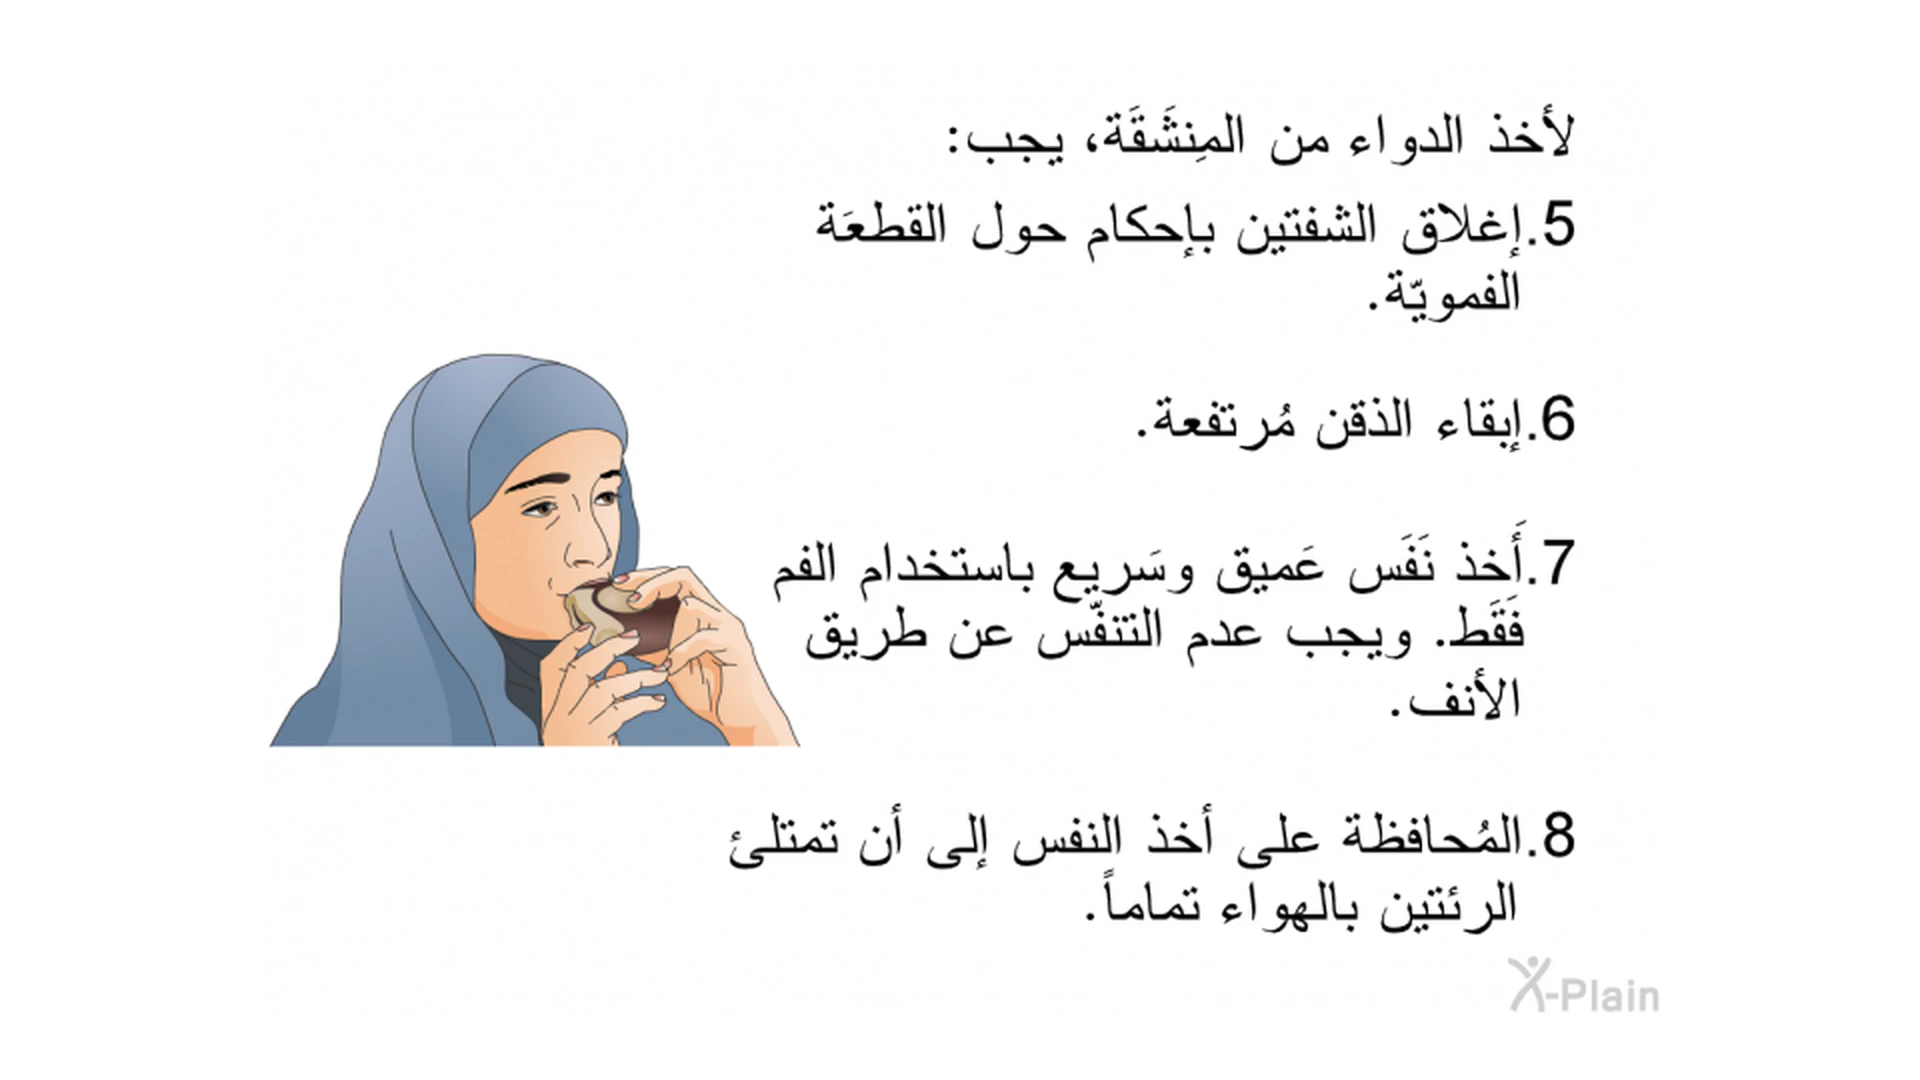 لأخذ الدواء من المِنشَقَة، يجب:
5.إغلاق الشفتين بإحكام حول القطعَة
الفمويّة.
6.إبقاء الذقن مُرتفعة.
7.أَخذ نَفَس عَميق وسَريع باستخدام الفم
فَقَط. ويجب عدم التنفّس عن طريق
الأنف.
8.المُحافظة على أخذ النفس إلى أن تمتلئ
الرئتين بالهواء تماماً.
X-Plain